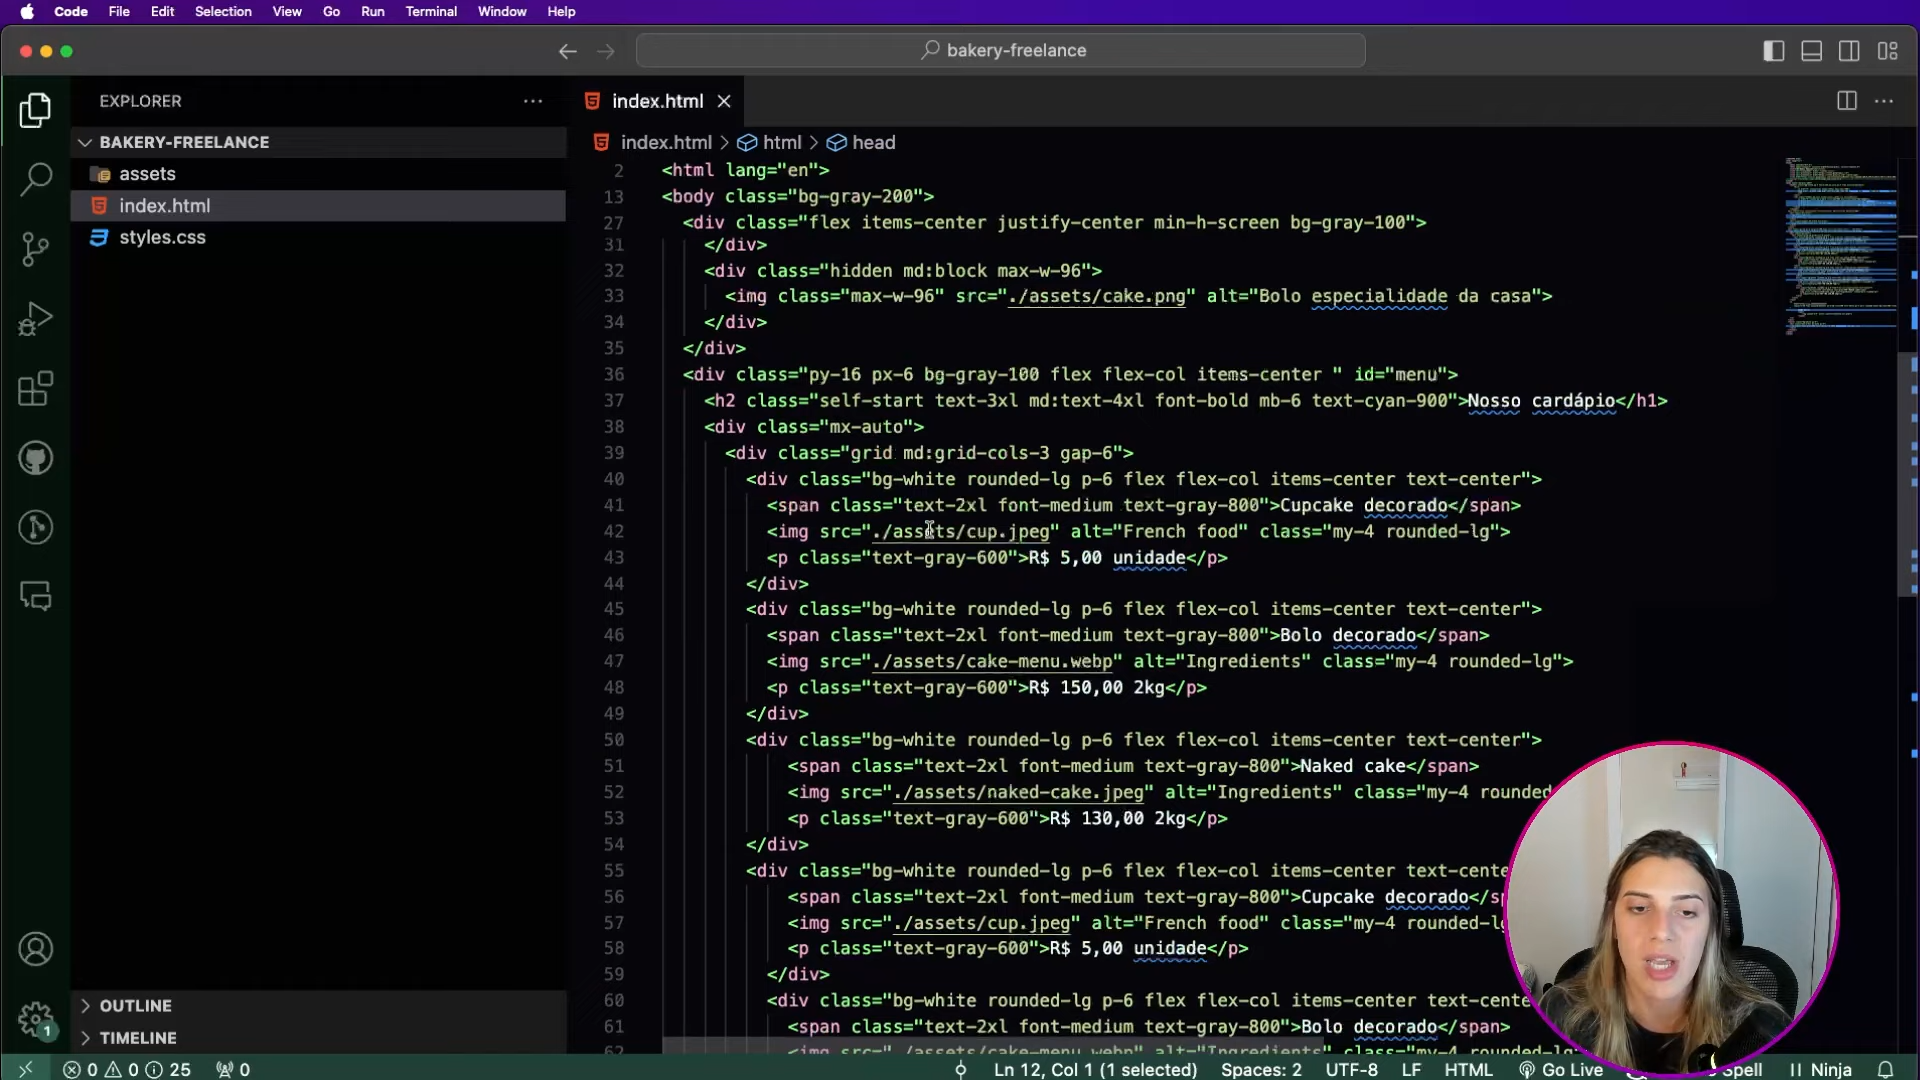 Code File Edit Selection View Go Run Terminal Window Help
bakery-freelance
EXPLORER
index.html
BAKERY-FREELANCE
index.html > html > head
assets
index.html
styles.css
2 <html lang="en">
13 <body class="bg-gray-200">
27 <div class="flex items-center justify-center min-h-screen bg-gray-100">
31 </div>
32 <div class="hidden md:block max-w-96">
33 <img class="max-w-96" src="./assets/cake.png" alt="Bolo especialidade da casa">
34 </div>
35 </div>
36 <div class="py-16 px-6 bg-gray-100 flex flex-col items-center " id="menu">
37 <h2 class="self-start text-3xl md:text-4xl font-bold mb-6 text-cyan-900">Nosso cardápio</h1>
38 <div class="mx-auto">
39 <div class="grid md:grid-cols-3 gap-6">
40 <div class="bg-white rounded-lg p-6 flex flex-col items-center text-center">
41 <span class="text-2xl font-medium text-gray-800">Cupcake decorado</span>
42 <img src="./assets/cup.jpeg" alt="French food" class="my-4 rounded-lg">
43 <p class="text-gray-600">R$ 5,00 unidade</p>
44 </div>
45 <div class="bg-white rounded-lg p-6 flex flex-col items-center text-center">
46 <span class="text-2xl font-medium text-gray-800">Bolo decorado</span>
47 <img src="./assets/cake-menu.webp" alt="Ingredients" class="my-4 rounded-lg">
48 <p class="text-gray-600">R$ 150,00 2kg</p>
49 </div>
50 <div class="bg-white rounded-lg p-6 flex flex-col items-center text-center">
51 <span class="text-2xl font-medium text-gray-800">Naked cake</span>
52 <img src="./assets/naked-cake.jpeg" alt="Ingredients" class="my-4 rounded
53 <p class="text-gray-600">R$ 130,00 2kg</p>
54 </div>
55 <div class="bg-white rounded-lg p-6 flex flex-col items-center text-cente
56 <span class="text-2xl font-medium text-gray-800">Cupcake decorado</sp
57 <img src="./assets/cup.jpeg" alt="French food" class="my-4 rounded-lg
58 <p class="text-gray-600">R$ 5,00 unidade</p>
59 </div>
60 <div class="bg-white rounded-lg p-6 flex flex-col items-center text-cente
61 <span class="text-2xl font-medium text-gray-800">Bolo decorado</span>
62 <img src="./assets/cake-menu.webp" alt="Ingredients" class="my-4 rounded-lg
OUTLINE
TIMELINE
1
0 0 25 0 Ln 12, Col 1 (1 selected) Spaces: 2 UTF-8 LF HTML Go Live Spell Ninja